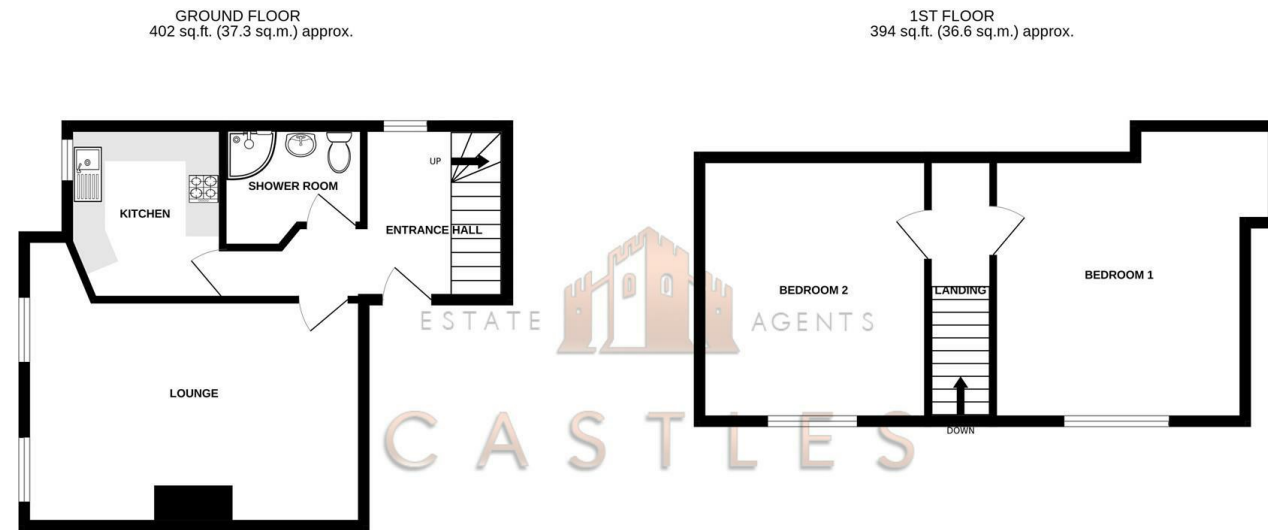 GROUND FLOOR
402 sq.ft. (37.3 sq.m.) approx.
1ST FLOOR
394 sq.ft. (36.6 sq.m.) approx.
UP
SHOWER ROOM
KITCHEN
ENTRANCE HALL
LOUNGE
BEDROOM 2
LANDING
BEDROOM 1
DOWN
ESTATE AGENTS
CASTLES